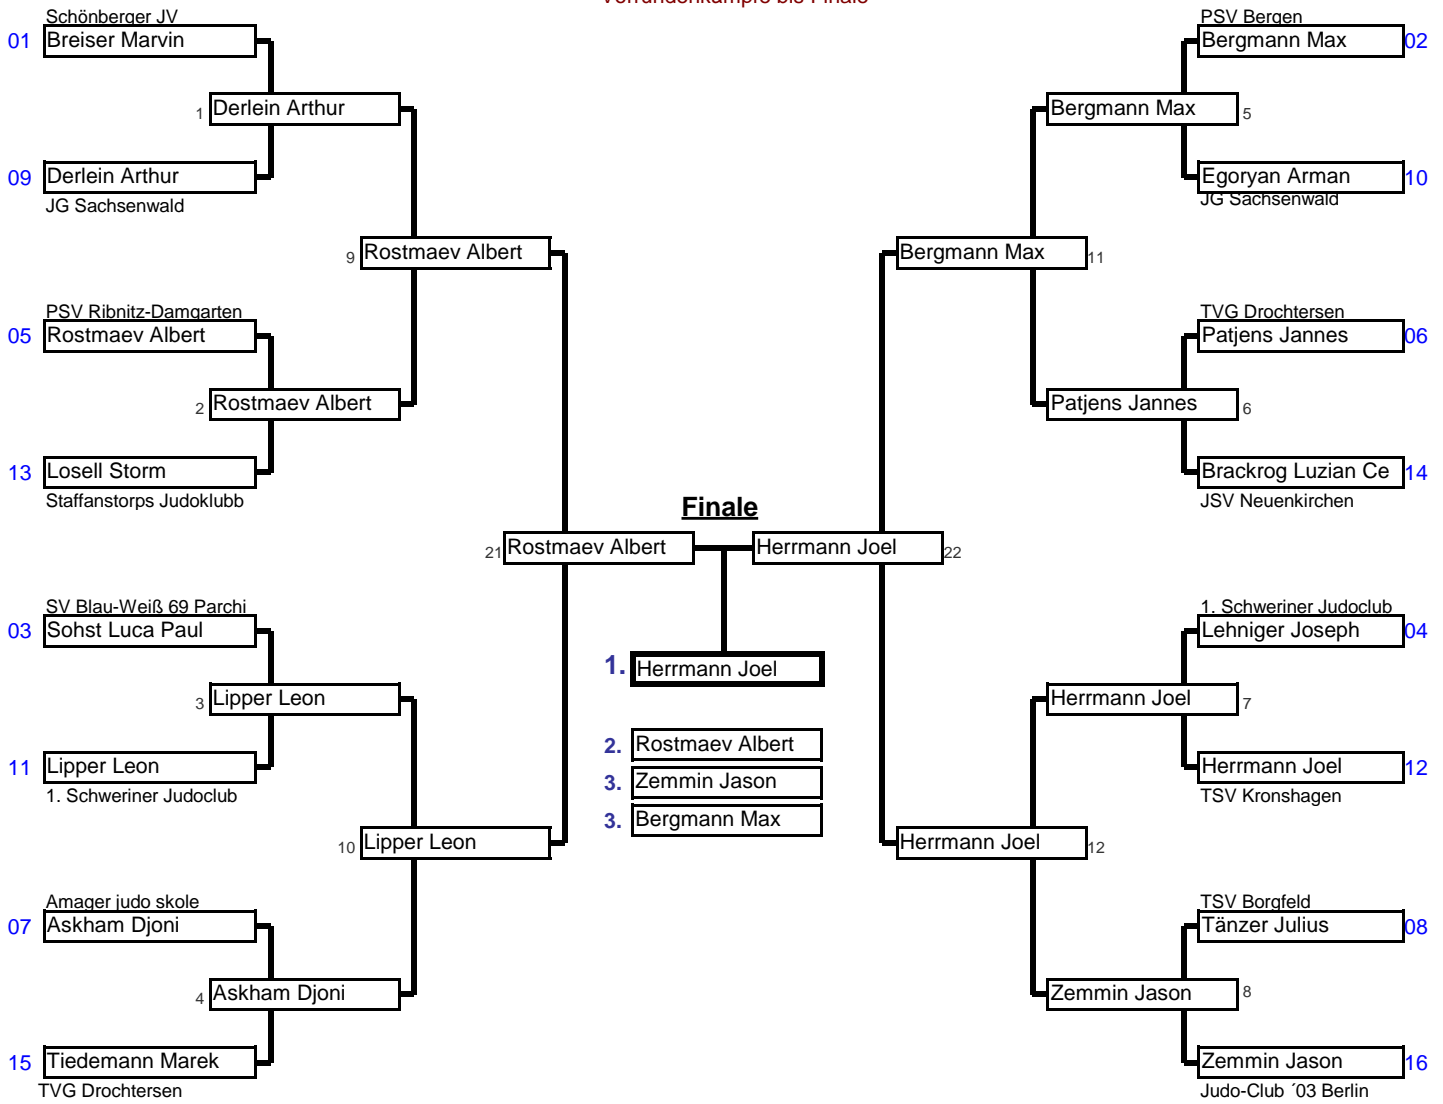 Vorrundenkämpfe bis Finale
Schönberger JV
01 Breiser Marvin
1 Derlein Arthur
09 Derlein Arthur
JG Sachsenwald
9 Rostmaev Albert
PSV Ribnitz-Damgarten
05 Rostmaev Albert
2 Rostmaev Albert
13 Losell Storm
Staffanstorps Judoklubb
21 Rostmaev Albert
SV Blau-Weiß 69 Parchi
03 Sohst Luca Paul
3 Lipper Leon
11 Lipper Leon
1. Schweriner Judoclub
10 Lipper Leon
Amager judo skole
07 Askham Djoni
4 Askham Djoni
15 Tiedemann Marek
TVG Drochtersen
Finale
1. Herrmann Joel
2. Rostmaev Albert
3. Zemmin Jason
3. Bergmann Max
PSV Bergen
Bergmann Max 02
Bergmann Max 5
Egoryan Arman 10
JG Sachsenwald
Bergmann Max 11
TVG Drochtersen
Patjens Jannes 06
Patjens Jannes 6
Brackrog Luzian Ce 14
JSV Neuenkirchen
Herrmann Joel 22
1. Schweriner Judoclub
Lehniger Joseph 04
Herrmann Joel 7
Herrmann Joel 12
TSV Kronshagen
Herrmann Joel 12
TSV Borgfeld
Tänzer Julius 08
Zemmin Jason 8
Zemmin Jason 16
Judo-Club ´03 Berlin